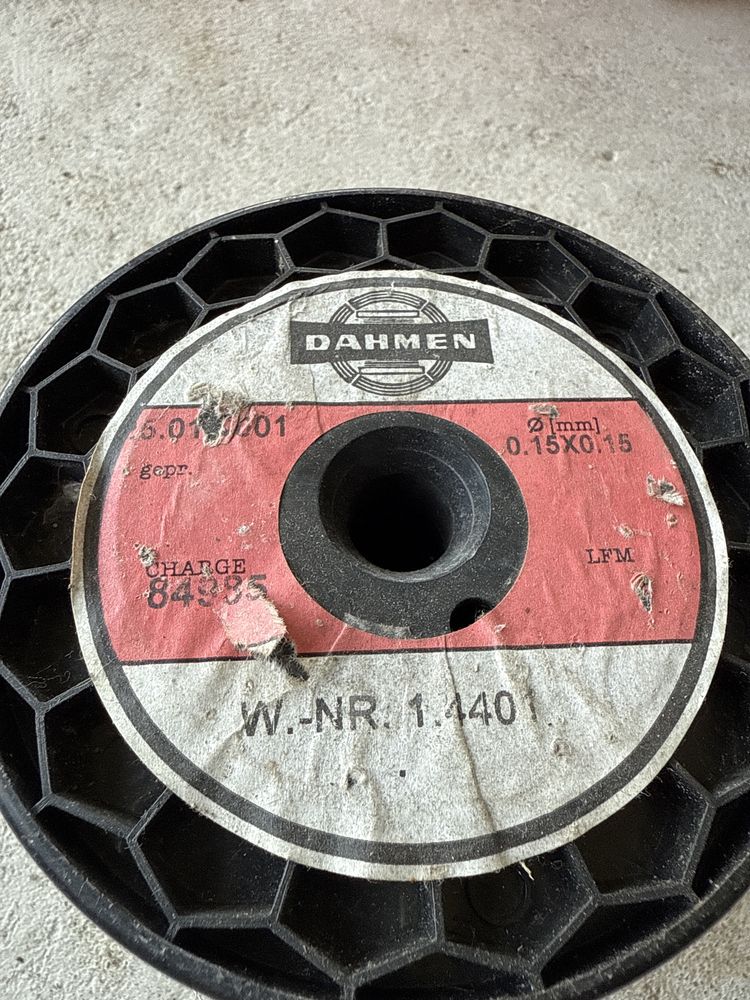 DAHMEN
Ø [mm]
0.15X0.15
gepr.
CHARGE
LFM
W.-NR. 1.4401